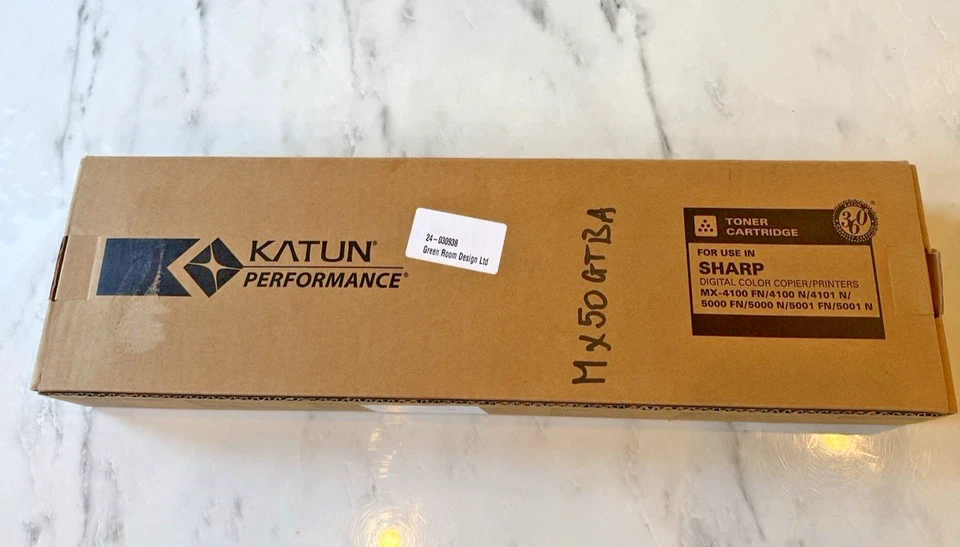 KATUN®
PERFORMANCE®
24-030938
Green Room Design Ltd
Mx50GTBA
TONER
CARTRIDGE
360°
FOR USE IN
SHARP
DIGITAL COLOR COPIER/PRINTERS
MX-4100 FN/4100 N/4101 N/
5000 FN/5000 N/5001 FN/5001 N